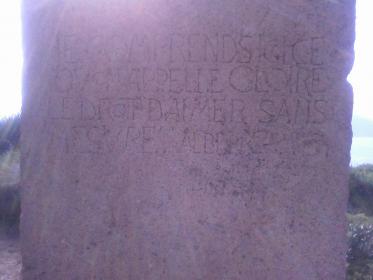 JE COMPRENDS ICI CE
QU'ON APPELLE GLOIRE
LE DROIT D'AIMER SANS
MESURE ALBERT CAMUS